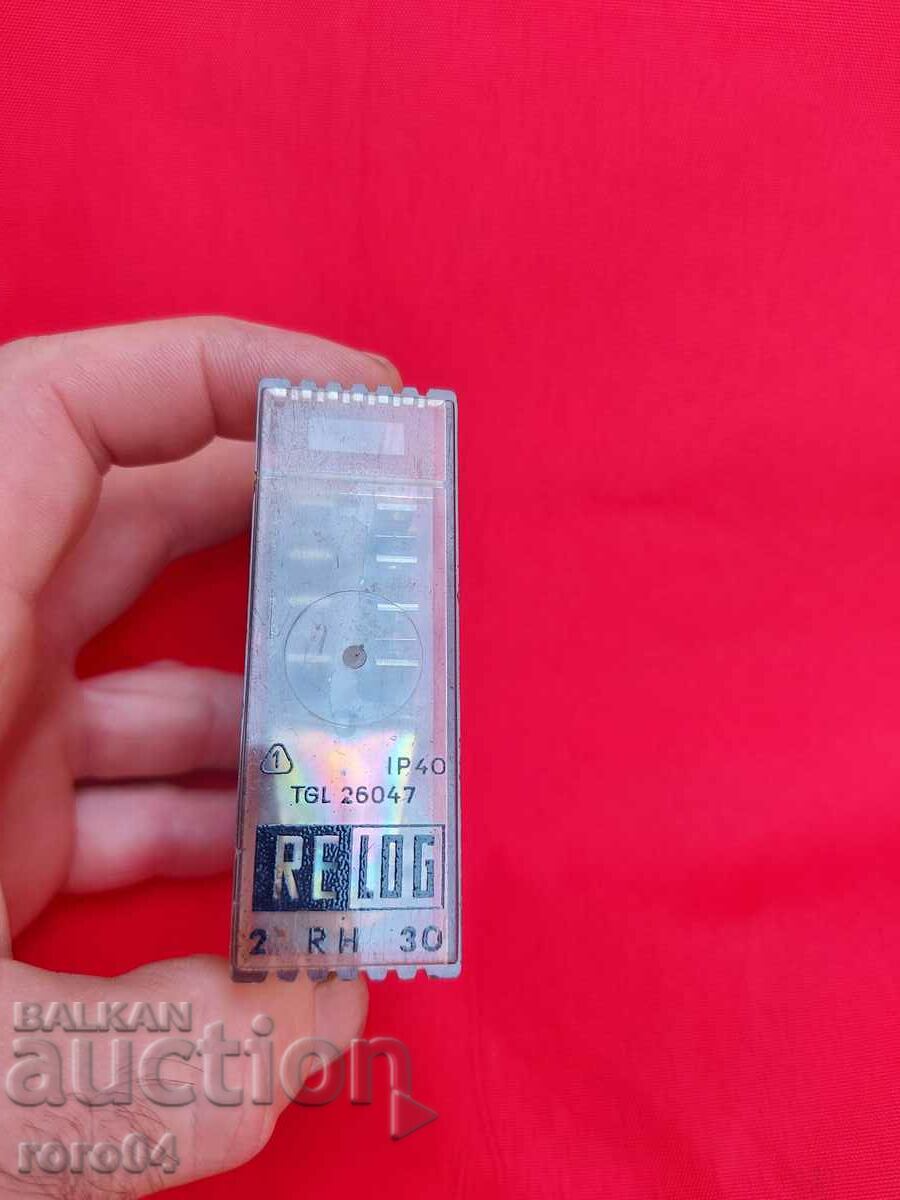 1 IP40
TGL 26047
RELOG
2 RH 30
BALKAN
auction
roro04